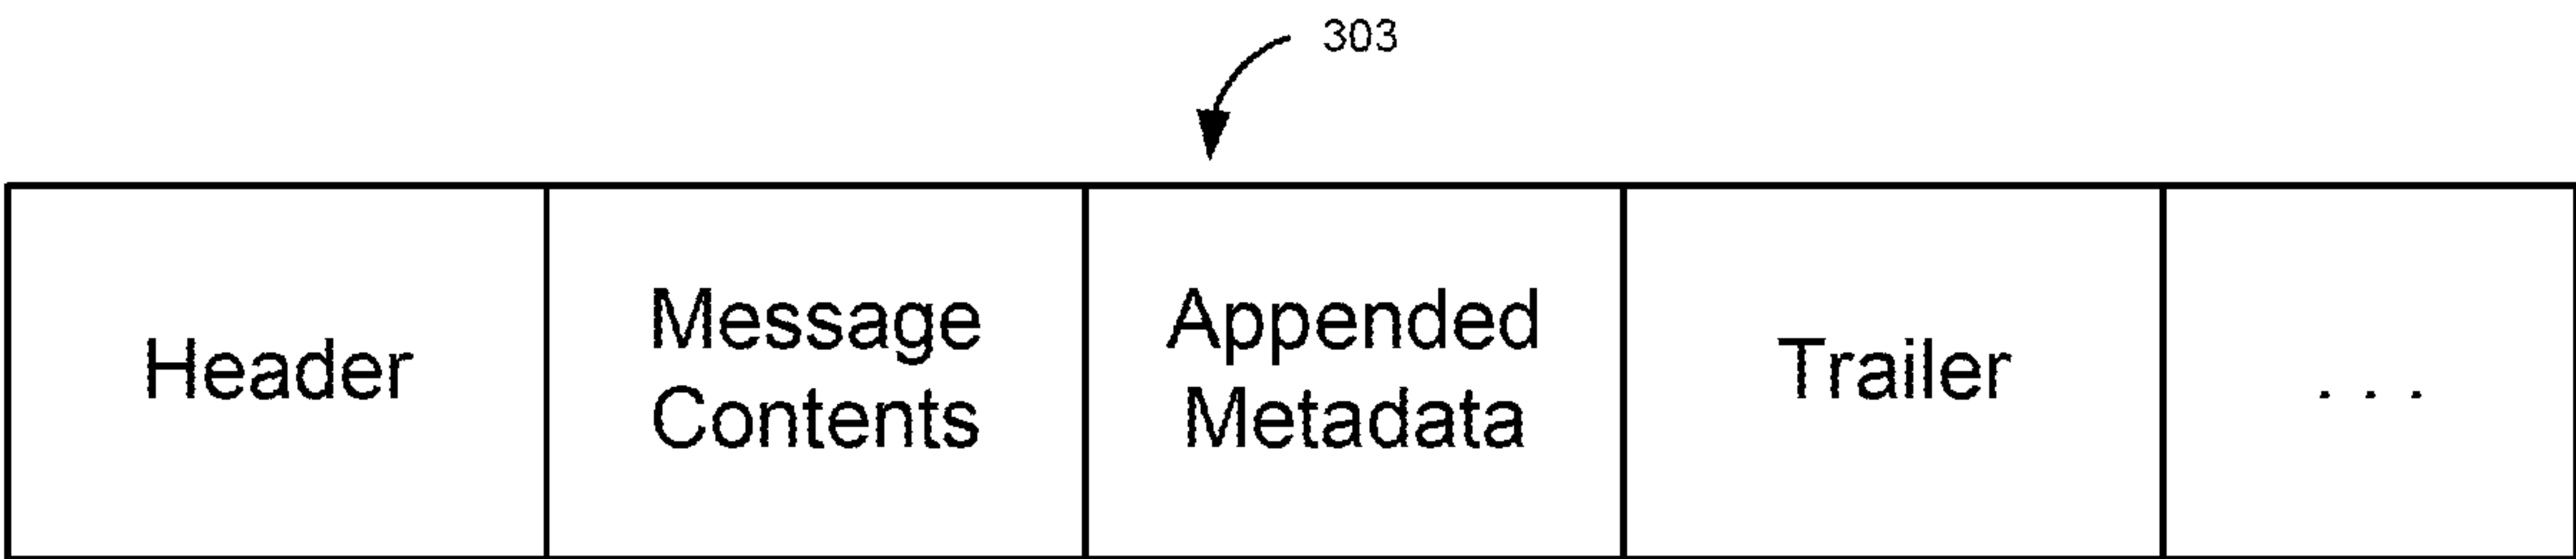 303
Header
Message
Contents
Appended
Metadata
Trailer
. . .